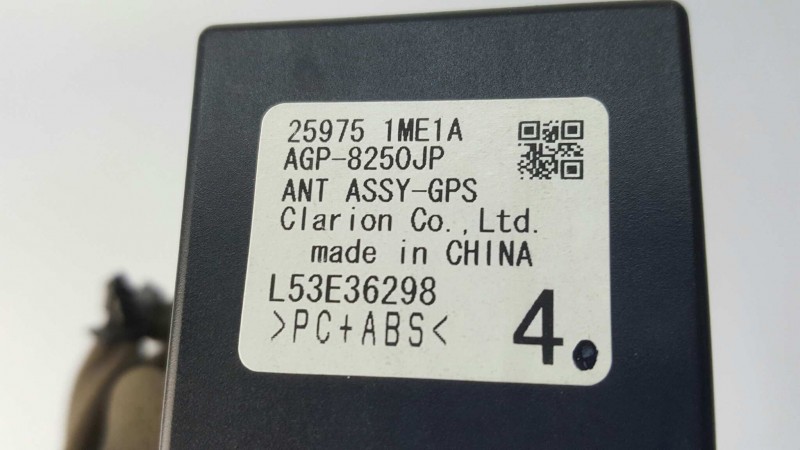 25975 1ME1A
AGP-8250JP
ANT ASSY-GPS
Clarion Co.,Ltd.
made in CHINA
L53E36298
>PC+ABS<
4.